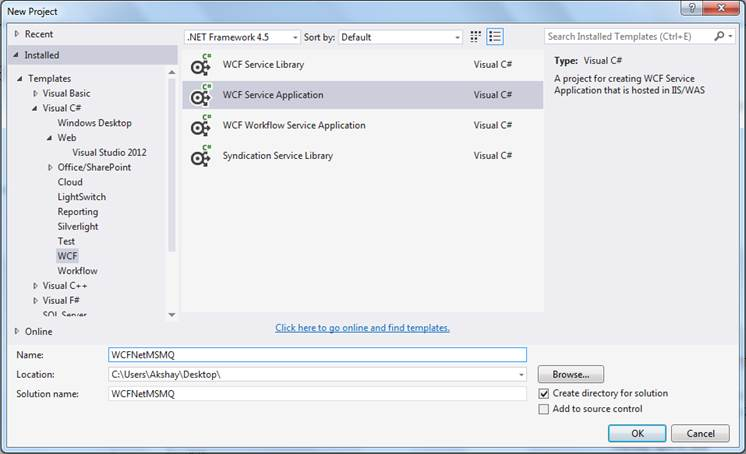 New Project
Recent
.NET Framework 4.5 Sort by: Default Search Installed Templates (Ctrl+E)
Installed
Templates
Visual Basic
Visual C#
Windows Desktop
Web
Visual Studio 2012
Office/SharePoint
Cloud
LightSwitch
Reporting
Silverlight
Test
WCF
Workflow
Visual C++
Visual F#
SQL Server
Online
C# WCF Service Library Visual C#
C# WCF Service Application Visual C#
C# WCF Workflow Service Application Visual C#
C# Syndication Service Library Visual C#
Click here to go online and find templates.
Type: Visual C#
A project for creating WCF Service
Application that is hosted in IIS/WAS
Name: WCFNetMSMQ
Location: C:\Users\Akshay\Desktop\ Browse...
Solution name: WCFNetMSMQ
Create directory for solution
Add to source control
OK Cancel